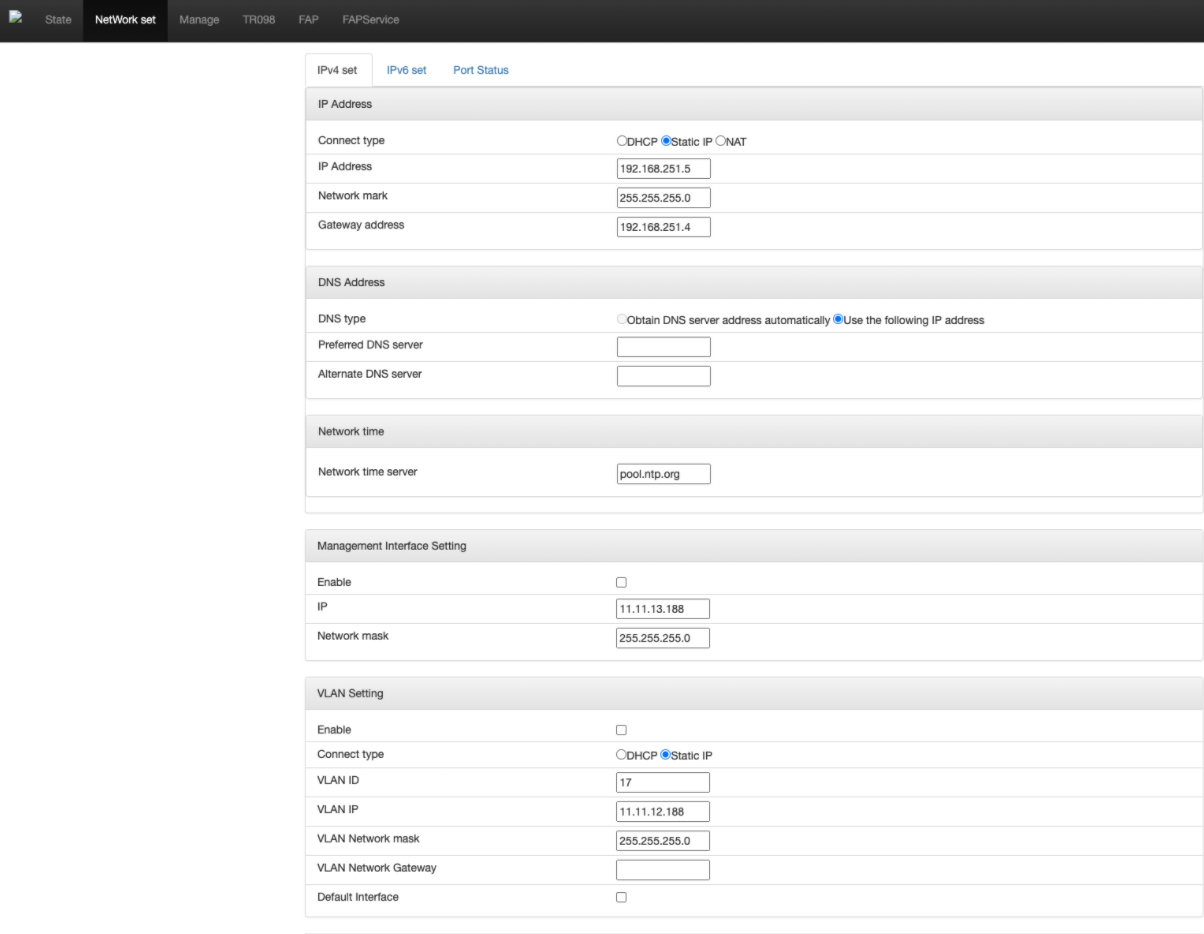 State NetWork set Manage TR098 FAP FAPService
IPv4 set IPv6 set Port Status
IP Address
Connect type DHCP Static IP NAT
IP Address 192.168.251.5
Network mark 255.255.255.0
Gateway address 192.168.251.4
DNS Address
DNS type Obtain DNS server address automatically Use the following IP address
Preferred DNS server
Alternate DNS server
Network time
Network time server pool.ntp.org
Management Interface Setting
Enable
IP 11.11.13.188
Network mask 255.255.255.0
VLAN Setting
Enable
Connect type DHCP Static IP
VLAN ID 17
VLAN IP 11.11.12.188
VLAN Network mask 255.255.255.0
VLAN Network Gateway
Default Interface